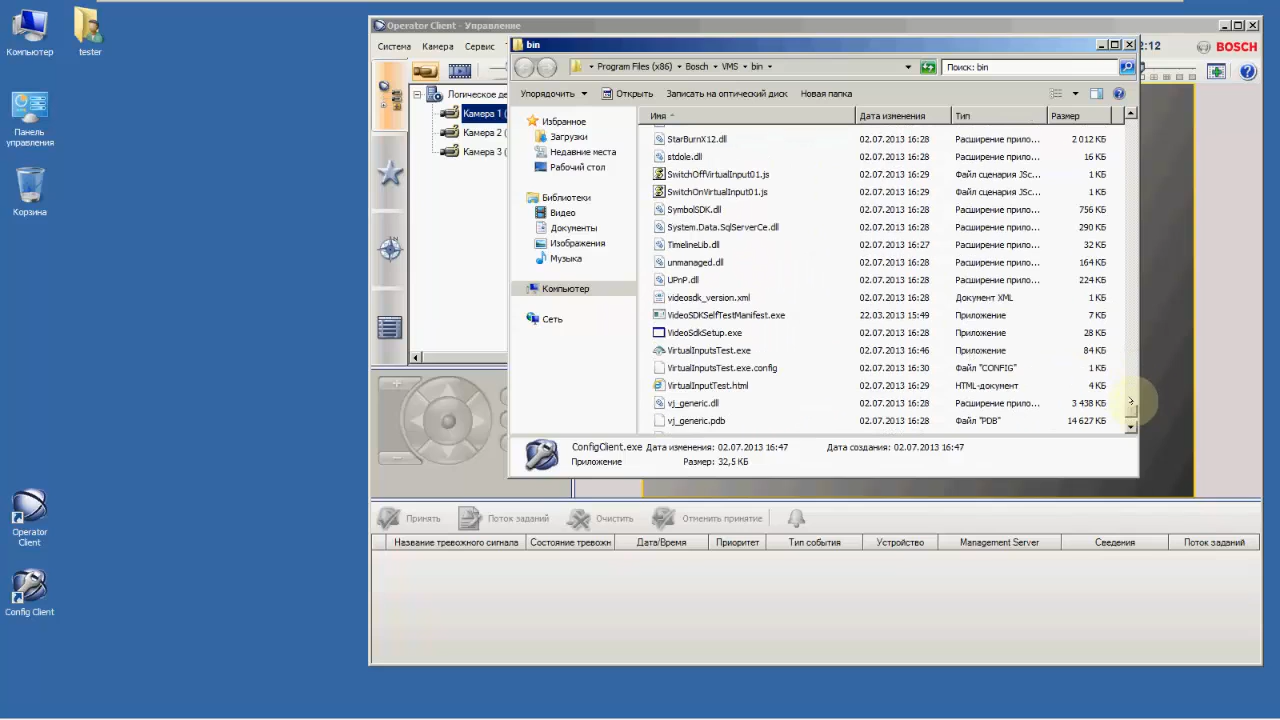 Компьютер
tester
Панель
управления
Корзина
Operator
Client
Config Client
Operator Client - Управление
Система Камера Сервис
:12
BOSCH
Логическое де
Камера 1 (
Камера 2 (
Камера 3 (
bin
Program Files (x86) Bosch VMS bin
Поиск: bin
Упорядочить Открыть Записать на оптический диск Новая папка
Избранное
Загрузки
Недавние места
Рабочий стол
Библиотеки
Видео
Документы
Изображения
Музыка
Компьютер
Сеть
Имя Дата изменения Тип Размер
StarBurnX12.dll 02.07.2013 16:28 Расширение прило... 2 012 КБ
stdole.dll 02.07.2013 16:28 Расширение прило... 16 КБ
SwitchOffVirtualInput01.js 02.07.2013 16:28 Файл сценария JSc... 1 КБ
SwitchOnVirtualInput01.js 02.07.2013 16:28 Файл сценария JSc... 1 КБ
SymbolSDK.dll 02.07.2013 16:28 Расширение прило... 756 КБ
System.Data.SqlServerCe.dll 02.07.2013 16:28 Расширение прило... 290 КБ
TimelineLib.dll 02.07.2013 16:27 Расширение прило... 32 КБ
unmanaged.dll 02.07.2013 16:28 Расширение прило... 164 КБ
UPnP.dll 02.07.2013 16:28 Расширение прило... 224 КБ
videosdk_version.xml 02.07.2013 16:28 Документ XML 1 КБ
VideoSDKSelfTestManifest.exe 22.03.2013 15:49 Приложение 7 КБ
VideoSdkSetup.exe 02.07.2013 16:28 Приложение 28 КБ
VirtualInputsTest.exe 02.07.2013 16:46 Приложение 84 КБ
VirtualInputsTest.exe.config 02.07.2013 16:30 Файл "CONFIG" 1 КБ
VirtualInputTest.html 02.07.2013 16:29 HTML-документ 4 КБ
vj_generic.dll 02.07.2013 16:28 Расширение прило... 3 438 КБ
vj_generic.pdb 02.07.2013 16:28 Файл "PDB" 14 627 КБ
ConfigClient.exe Дата изменения: 02.07.2013 16:47 Дата создания: 02.07.2013 16:47
Приложение Размер: 32,5 КБ
Принять Поток заданий Очистить Отменить принятие
Название тревожного сигнала Состояние тревожн Дата/Время Приоритет Тип события Устройство Management Server Сведения Поток заданий